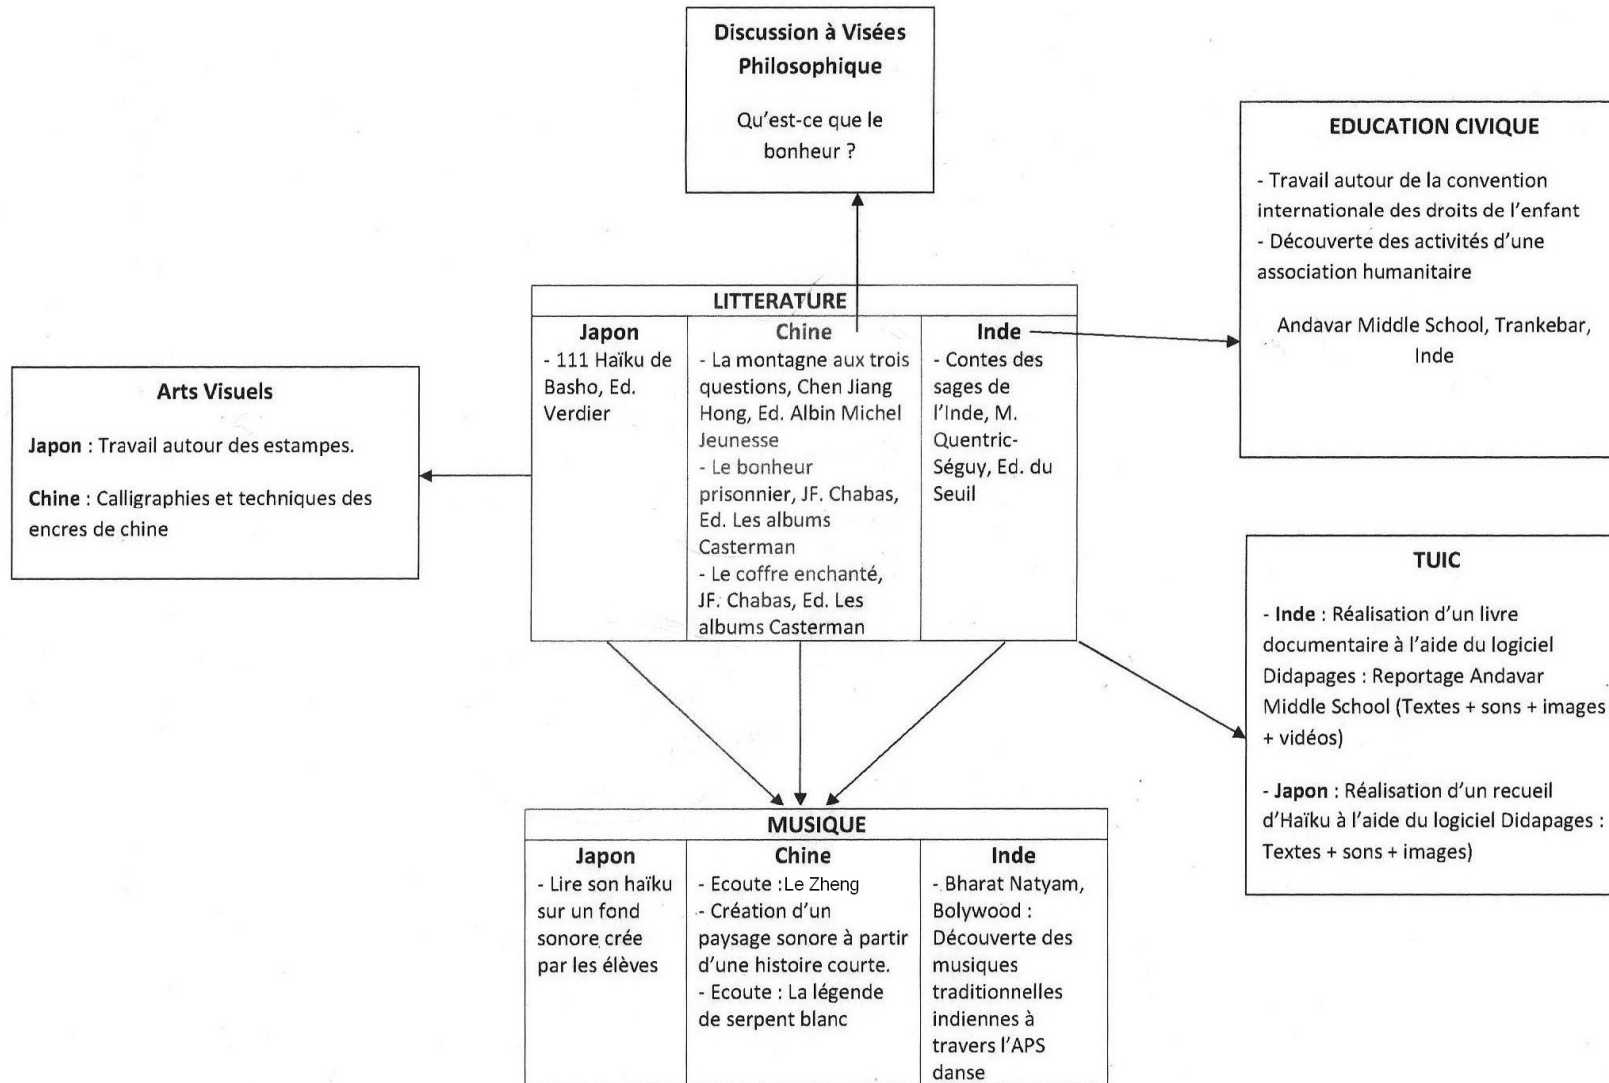 Discussion à Visées
Philosophique
Qu'est-ce que le
bonheur ?
EDUCATION CIVIQUE
- Travail autour de la convention
internationale des droits de l'enfant
- Découverte des activités d'une
association humanitaire
Andavar Middle School, Trankebar,
Inde
LITTERATURE
Japon
- 111 Haïku de
Basho, Ed.
Verdier
Chine
- La montagne aux trois
questions, Chen Jiang
Hong, Ed. Albin Michel
Jeunesse
- Le bonheur
prisonnier, JF. Chabas,
Ed. Les albums
Casterman
- Le coffre enchanté,
JF. Chabas, Ed. Les
albums Casterman
Inde
- Contes des
sages de
l'Inde, M.
Quentric-
Séguy, Ed. du
Seuil
Arts Visuels
Japon : Travail autour des estampes.
Chine : Calligraphies et techniques des
encres de chine
TUIC
- Inde : Réalisation d'un livre
documentaire à l'aide du logiciel
Didapages : Reportage Andavar
Middle School (Textes + sons + images
+ vidéos)
- Japon : Réalisation d'un recueil
d'Haïku à l'aide du logiciel Didapages :
Textes + sons + images)
MUSIQUE
Japon
- Lire son haïku
sur un fond
sonore crée
par les élèves
Chine
- Ecoute : Le Zheng
- Création d'un
paysage sonore à partir
d'une histoire courte.
- Ecoute : La légende
de serpent blanc
Inde
- Bharat Natyam,
Bolywood :
Découverte des
musiques
traditionnelles
indiennes à
travers l'APS
danse